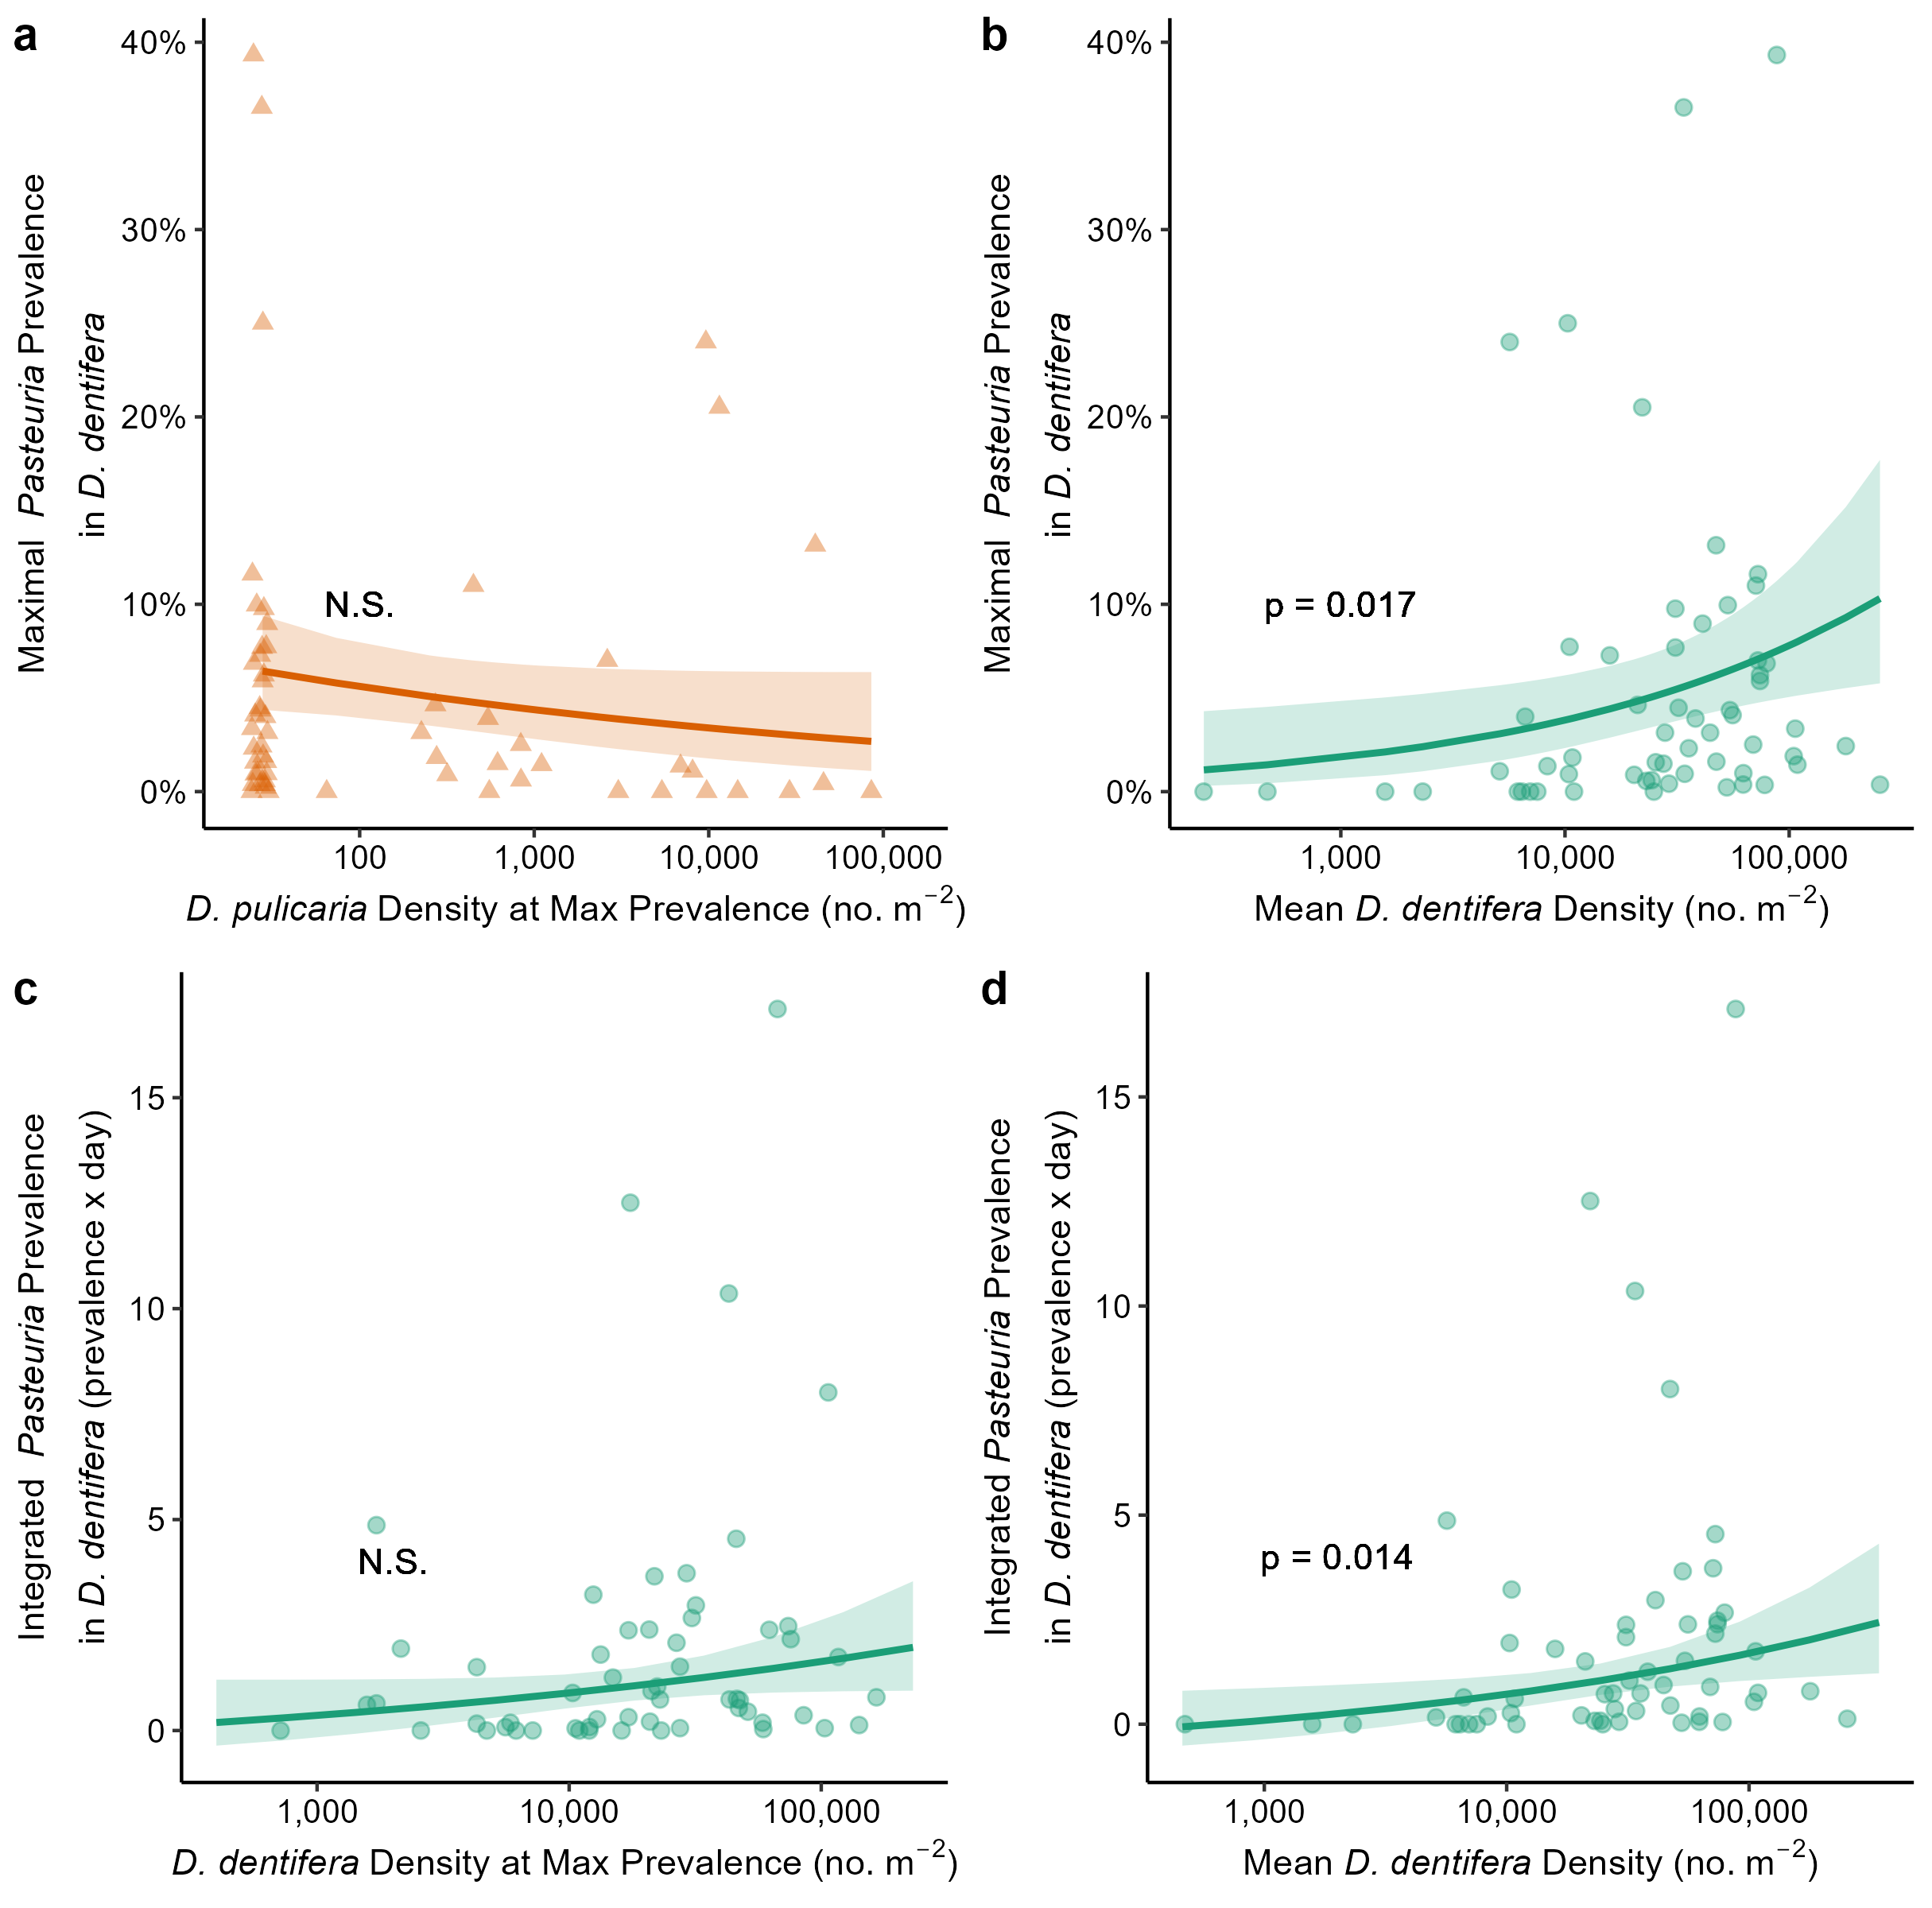 a
Maximal Pasteuria Prevalence
in D. dentifera
40%
30%
20%
10%
0%
N.S.
100
1,000
10,000
100,000
D. pulicaria Density at Max Prevalence (no. m⁻²)
b
Maximal Pasteuria Prevalence
in D. dentifera
40%
30%
20%
10%
0%
p = 0.017
1,000
10,000
100,000
Mean D. dentifera Density (no. m⁻²)
c
Integrated Pasteuria Prevalence
in D. dentifera (prevalence x day)
15
10
5
0
N.S.
1,000
10,000
100,000
D. dentifera Density at Max Prevalence (no. m⁻²)
d
Integrated Pasteuria Prevalence
in D. dentifera (prevalence x day)
15
10
5
0
p = 0.014
1,000
10,000
100,000
Mean D. dentifera Density (no. m⁻²)